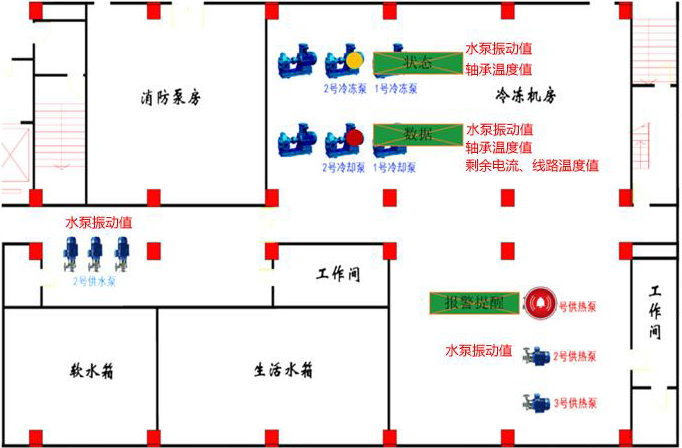 水泵振动值
状态
轴承温度值
2号冷冻泵
1号冷冻泵
消防泵房
冷冻机房
水泵振动值
数据
轴承温度值
2号冷却泵
1号冷却泵
剩余电流、线路温度值
水泵振动值
2号供水泵
工作间
报警提醒
号供热泵
工作间
水泵振动值
2号供热泵
软水箱
生活水箱
3号供热泵